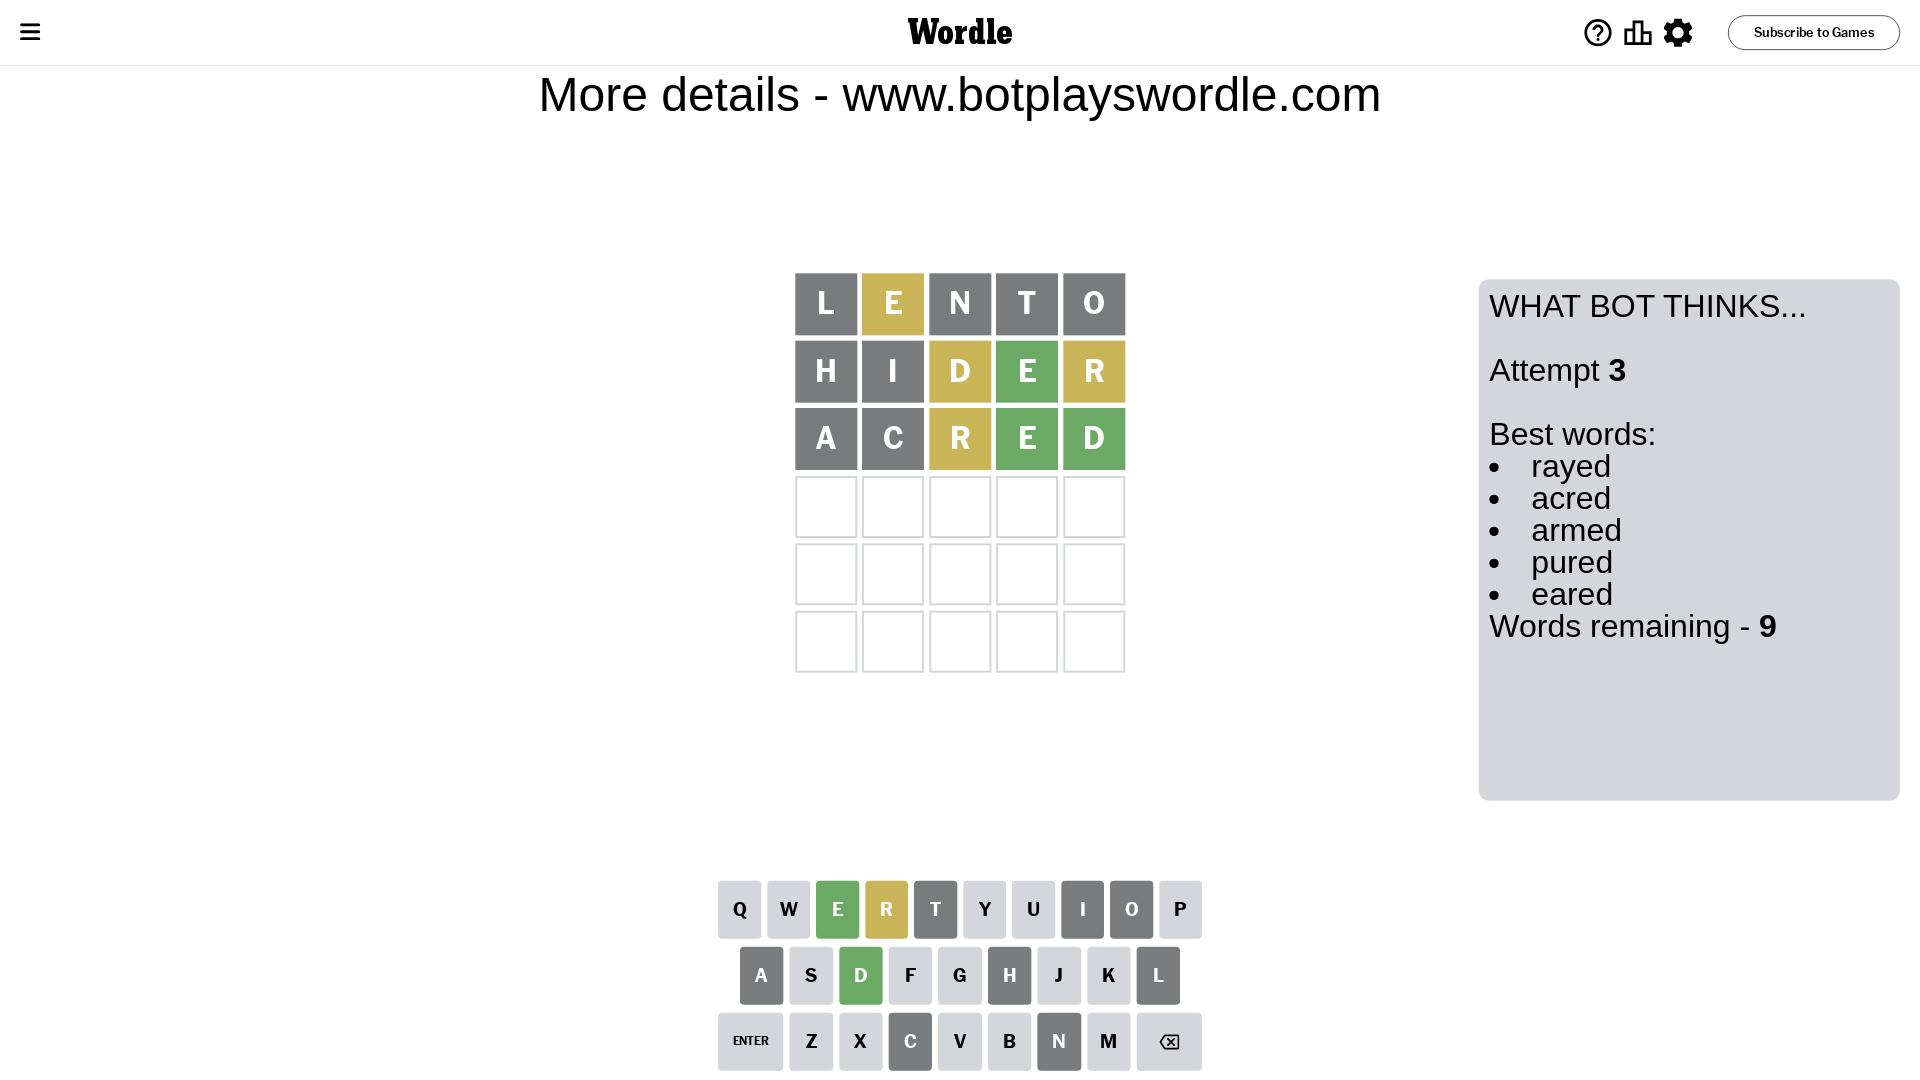 Wordle
Subscribe to Games
More details - www.botplayswordle.com
L E N T O
H I D E R
A C R E D
WHAT BOT THINKS...
Attempt 3
Best words:
• rayed
• acred
• armed
• pured
• eared
Words remaining - 9
Q W E R T Y U I O P
A S D F G H J K L
ENTER Z X C V B N M